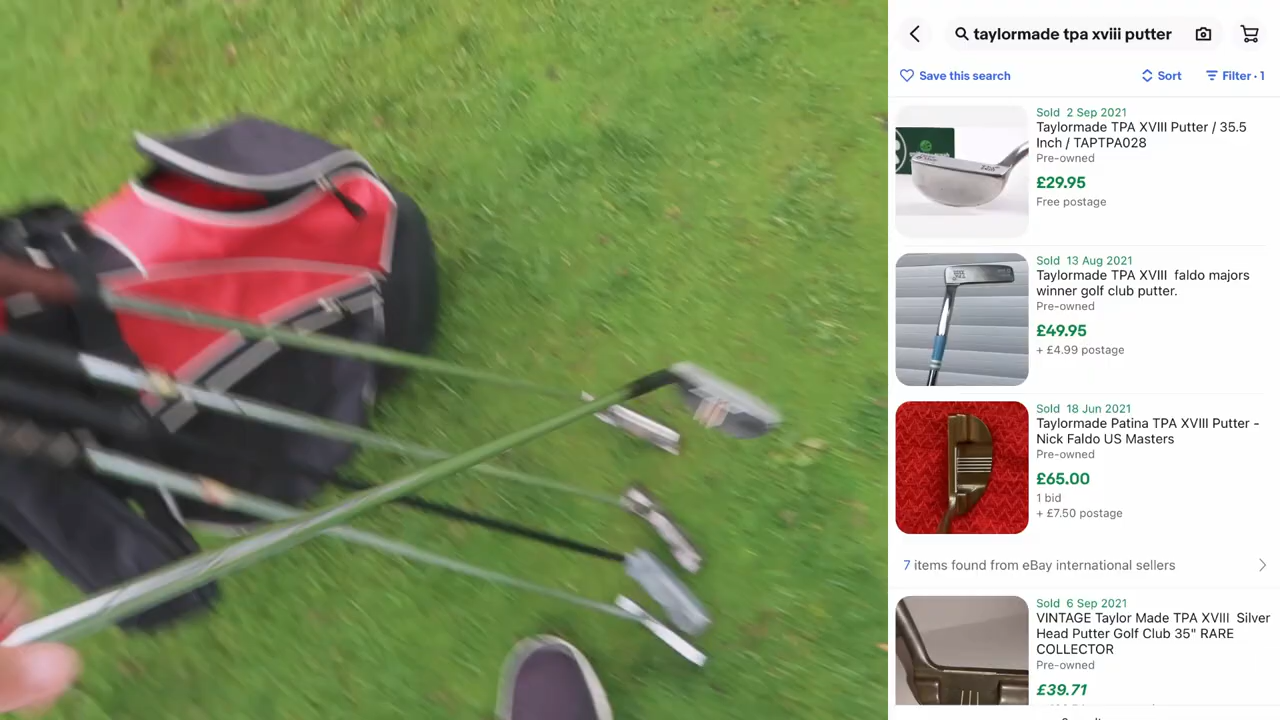 taylormade tpa xviii putter
Save this search
Sort
Filter · 1
Sold 2 Sep 2021
Taylormade TPA XVIII Putter / 35.5
Inch / TAPTPA028
Pre-owned
£29.95
Free postage
Sold 13 Aug 2021
Taylormade TPA XVIII faldo majors
winner golf club putter.
Pre-owned
£49.95
+ £4.99 postage
Sold 18 Jun 2021
Taylormade Patina TPA XVIII Putter -
Nick Faldo US Masters
Pre-owned
£65.00
1 bid
+ £7.50 postage
7 items found from eBay international sellers
Sold 6 Sep 2021
VINTAGE Taylor Made TPA XVIII Silver
Head Putter Golf Club 35" RARE
COLLECTOR
Pre-owned
£39.71